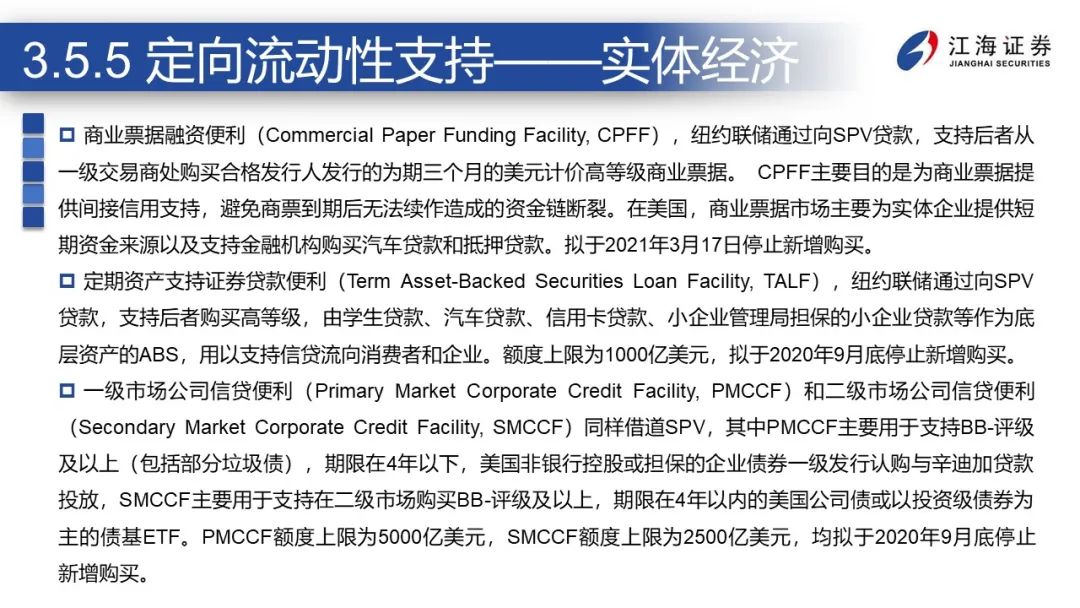 3.5.5 定向流动性支持——实体经济
江海证券
JIANGHAI SECURITIES
商业票据融资便利（Commercial Paper Funding Facility, CPFF），纽约联储通过向SPV贷款，支持后者从
一级交易商处购买合格发行人发行的为期三个月的美元计价高等级商业票据。 CPFF主要目的是为商业票据提
供间接信用支持，避免商票到期后无法续作造成的资金链断裂。在美国，商业票据市场主要为实体企业提供短
期资金来源以及支持金融机构购买汽车贷款和抵押贷款。拟于2021年3月17日停止新增购买。
定期资产支持证券贷款便利（Term Asset-Backed Securities Loan Facility, TALF），纽约联储通过向SPV
贷款，支持后者购买高等级，由学生贷款、汽车贷款、信用卡贷款、小企业管理局担保的小企业贷款等作为底
层资产的ABS，用以支持信贷流向消费者和企业。额度上限为1000亿美元，拟于2020年9月底停止新增购买。
一级市场公司信贷便利（Primary Market Corporate Credit Facility, PMCCF）和二级市场公司信贷便利
（Secondary Market Corporate Credit Facility, SMCCF）同样借道SPV，其中PMCCF主要用于支持BB-评级
及以上（包括部分垃圾债），期限在4年以下，美国非银行控股或担保的企业债券一级发行认购与辛迪加贷款
投放，SMCCF主要用于支持在二级市场购买BB-评级及以上，期限在4年以内的美国公司债或以投资级债券为
主的债基ETF。PMCCF额度上限为5000亿美元，SMCCF额度上限为2500亿美元，均拟于2020年9月底停止
新增购买。